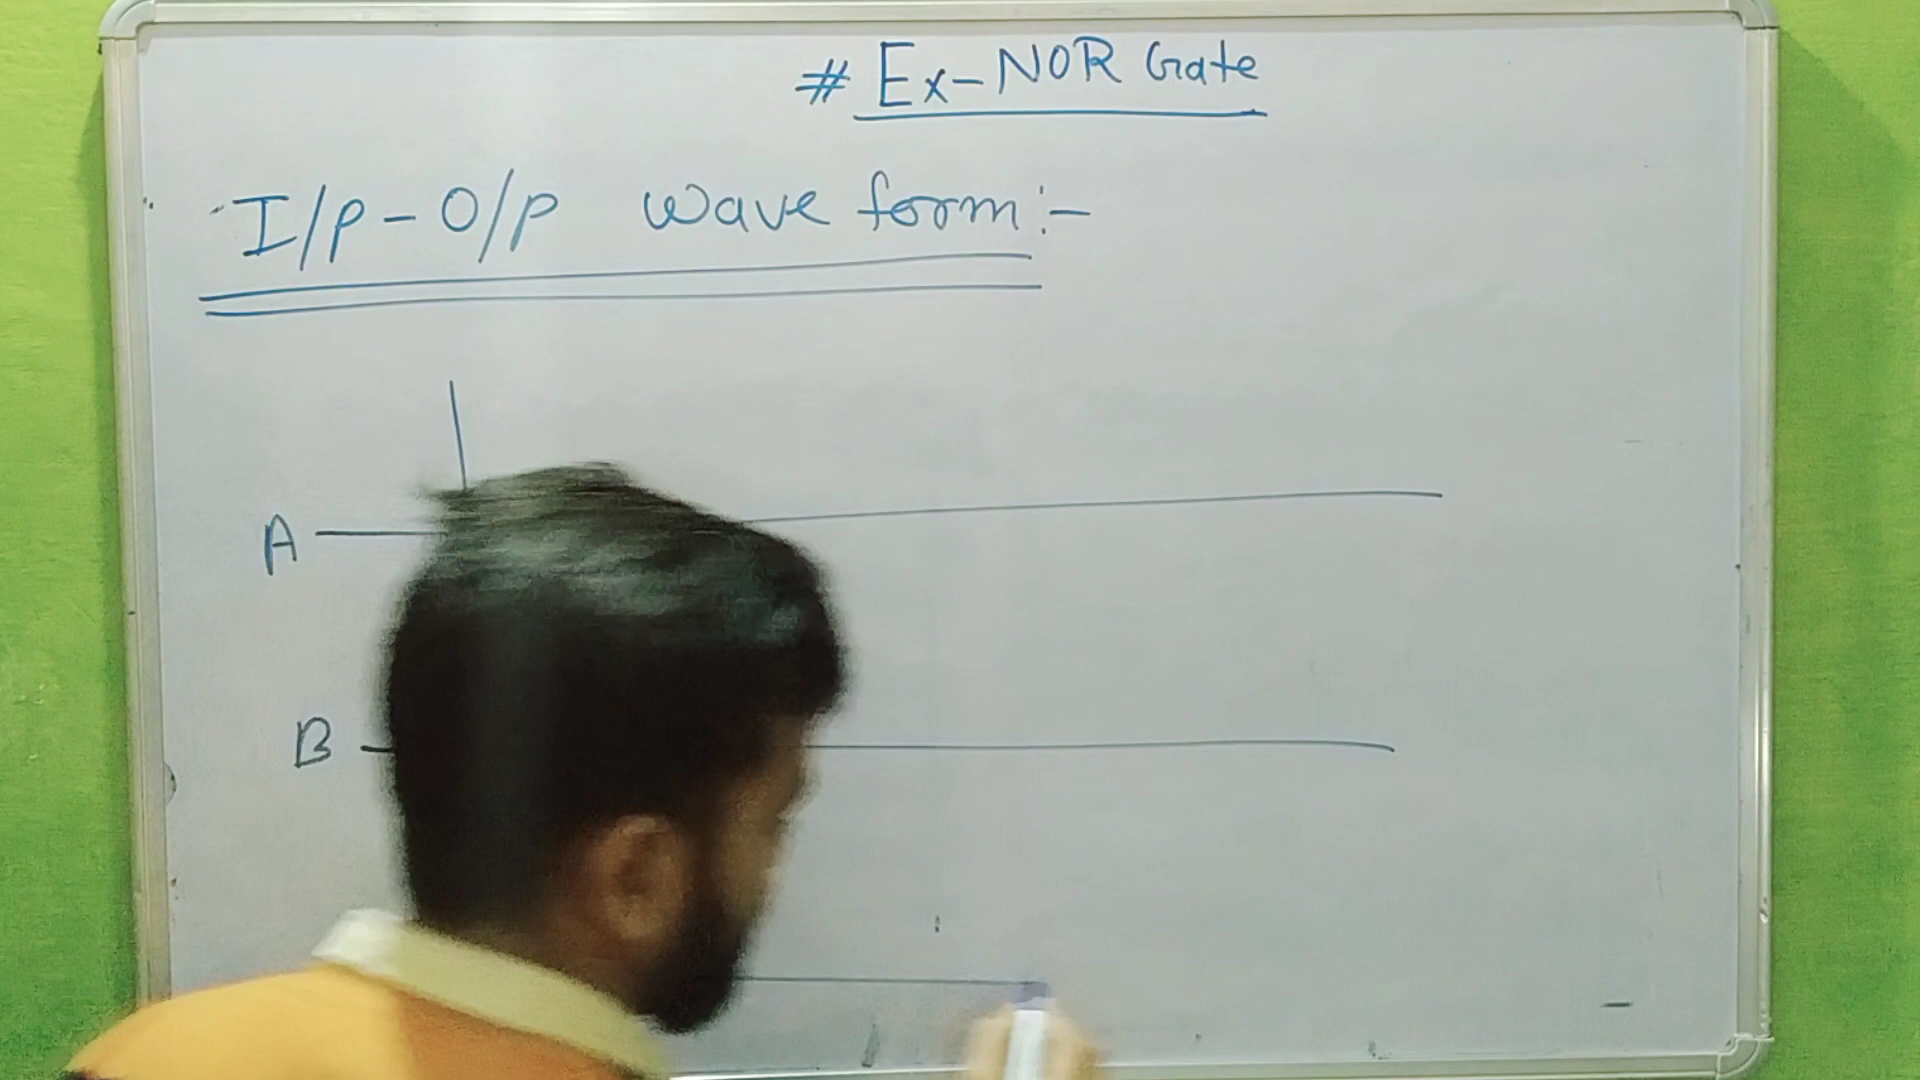 # Ex-NOR Gate
I/p - O/p wave form :-
A
B